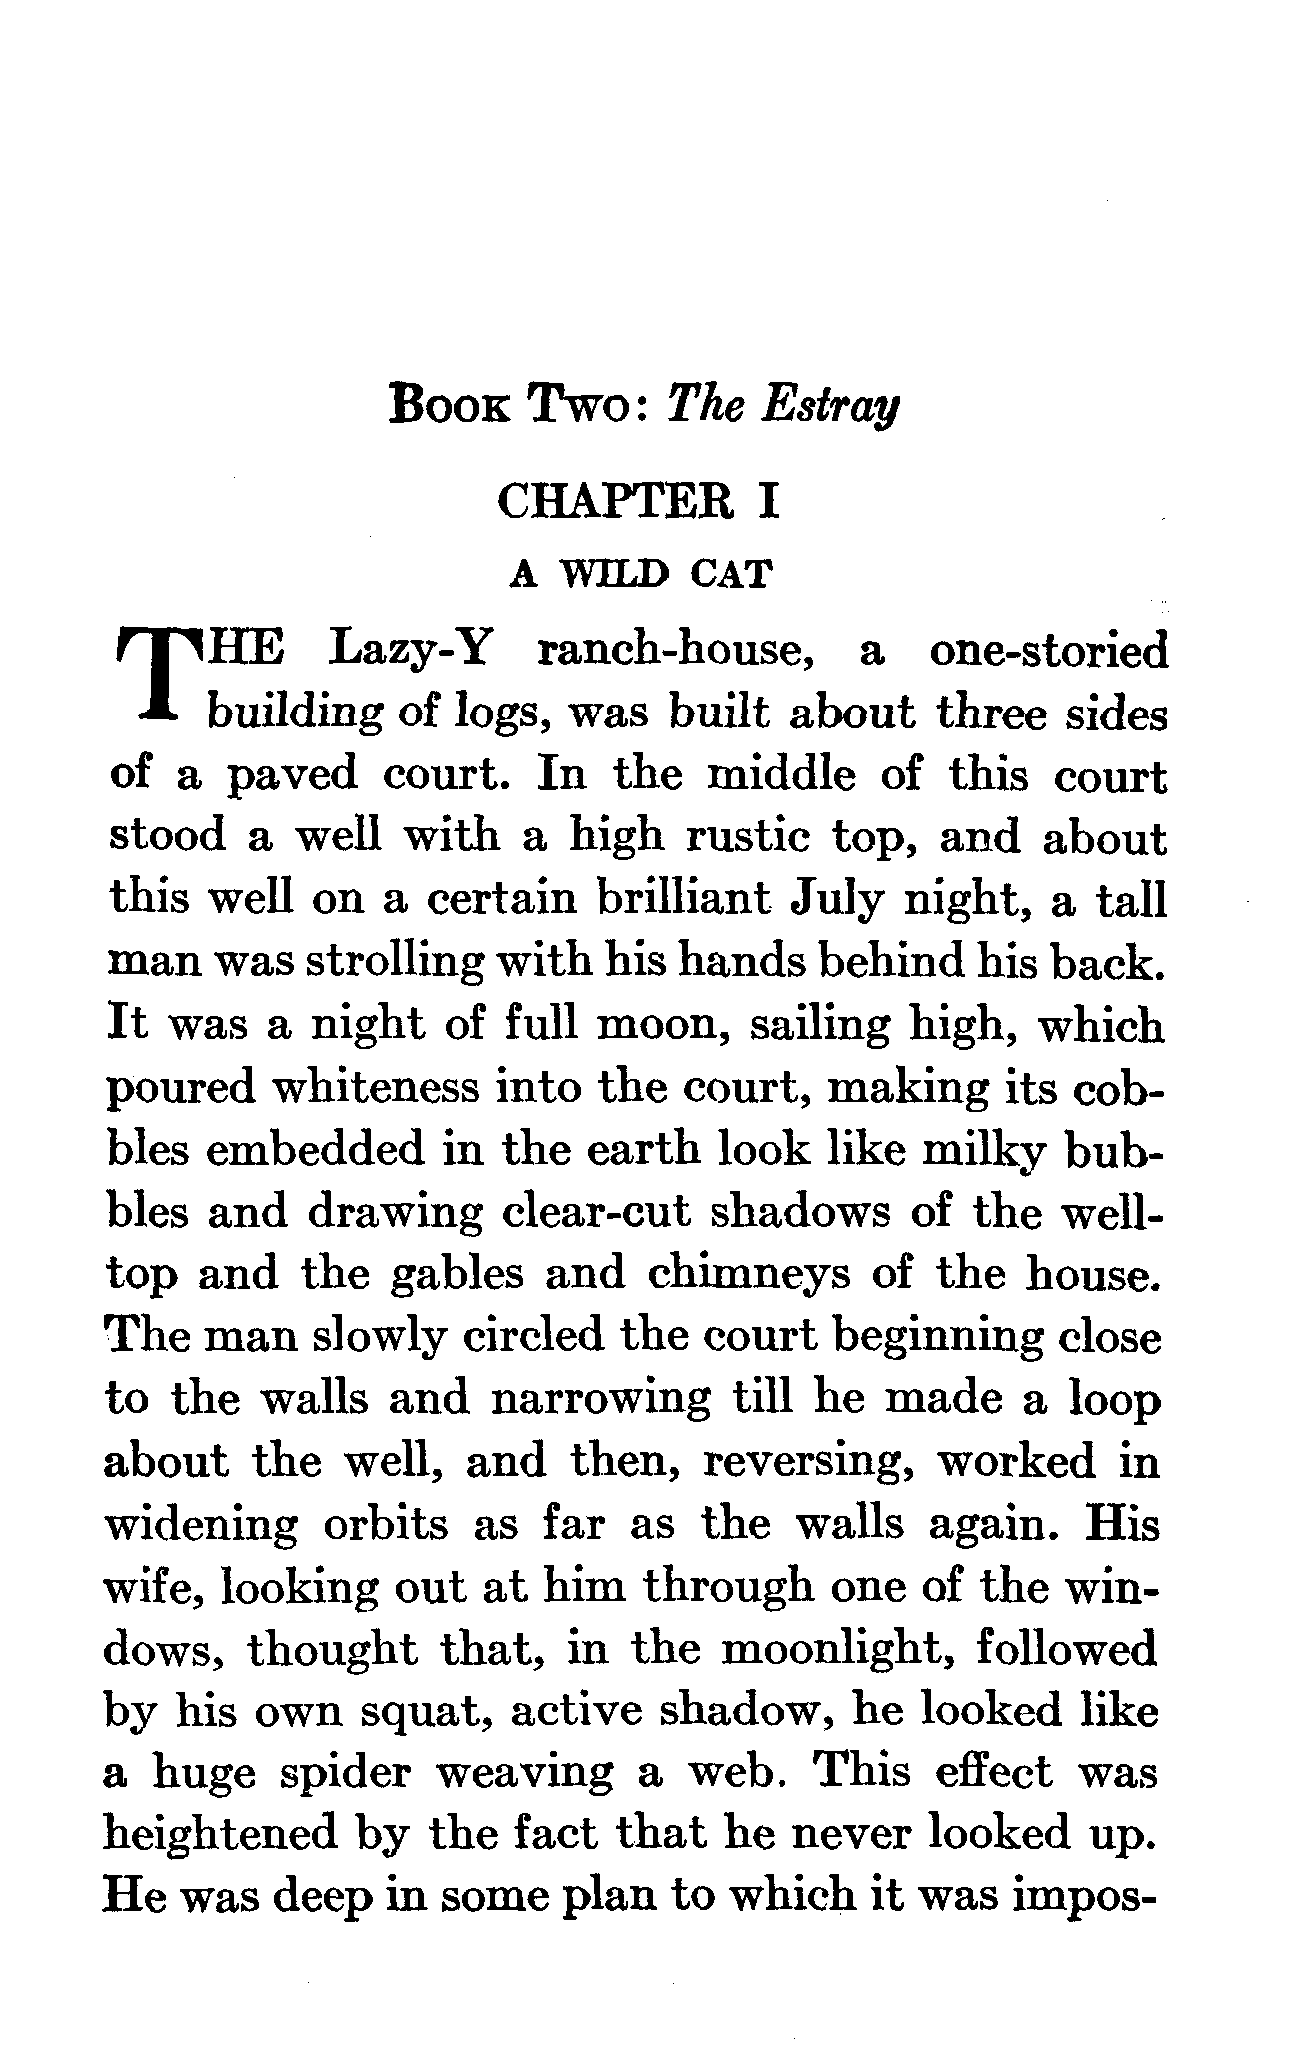 Book Two: The Estray
CHAPTER I
A WILD CAT
THE Lazy-Y ranch-house, a one-storied
building of logs, was built about three sides
of a paved court. In the middle of this court
stood a well with a high rustic top, and about
this well on a certain brilliant July night, a tall
man was strolling with his hands behind his back.
It was a night of full moon, sailing high, which
poured whiteness into the court, making its cob-
bles embedded in the earth look like milky bub-
bles and drawing clear-cut shadows of the well-
top and the gables and chimneys of the house.
The man slowly circled the court beginning close
to the walls and narrowing till he made a loop
about the well, and then, reversing, worked in
widening orbits as far as the walls again. His
wife, looking out at him through one of the win-
dows, thought that, in the moonlight, followed
by his own squat, active shadow, he looked like
a huge spider weaving a web. This effect was
heightened by the fact that he never looked up.
He was deep in some plan to which it was impos-